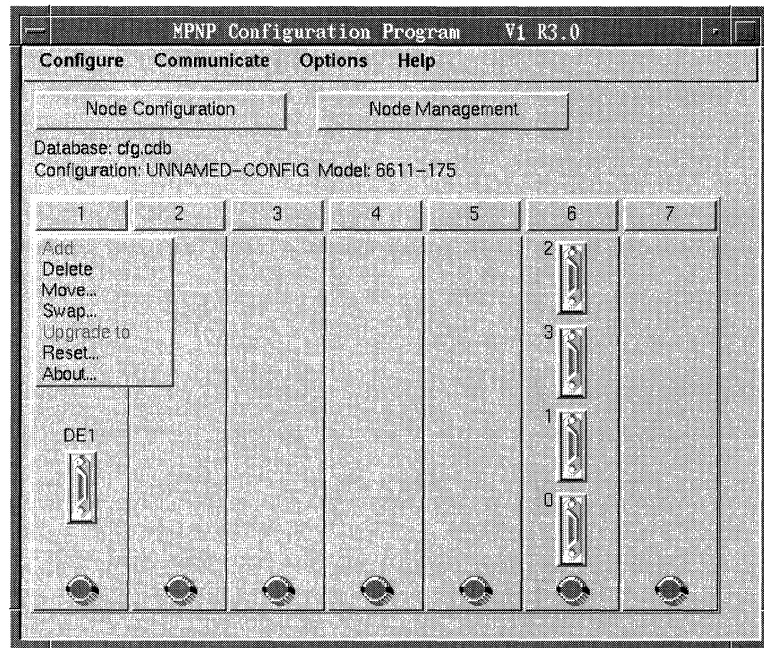 MPNP Configuration Program V1 R3.0
Configure Communicate Options Help
Node Configuration Node Management
Database: cfg.cdb
Configuration: UNNAMED-CONFIG Model: 6611-175
1 2 3 4 5 6 7
Add
Delete
Move...
Swap...
Upgrade to
Reset...
About...
DE1
2
3
1
0